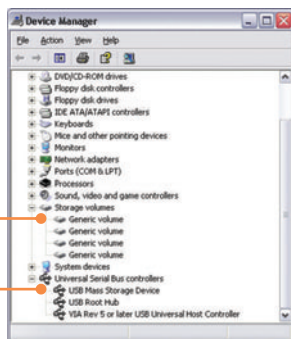 Device Manager
File Action View Help
DVD/CD-ROM drives
Floppy disk controllers
Floppy disk drives
IDE ATA/ATAPI controllers
Keyboards
Mice and other pointing devices
Monitors
Network adapters
Ports (COM & LPT)
Processors
Sound, video and game controllers
Storage volumes
Generic volume
Generic volume
Generic volume
Generic volume
System devices
Universal Serial Bus controllers
USB Mass Storage Device
USB Root Hub
VIA Rev 5 or later USB Universal Host Controller